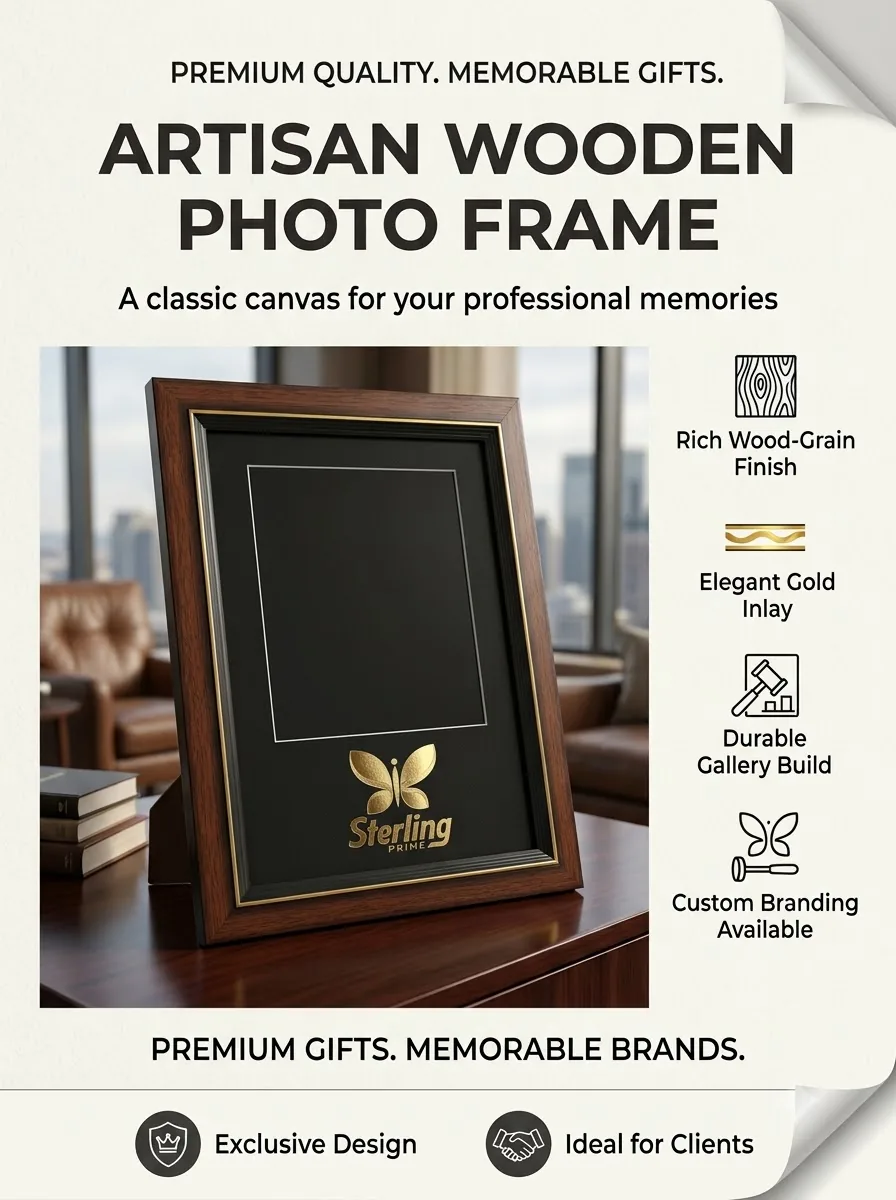 PREMIUM QUALITY. MEMORABLE GIFTS.
ARTISAN WOODEN
PHOTO FRAME
A classic canvas for your professional memories
Rich Wood-Grain
Finish
Elegant Gold
Inlay
Durable
Gallery Build
Sterling
PRIME
Custom Branding
Available
PREMIUM GIFTS. MEMORABLE BRANDS.
Exclusive Design
Ideal for Clients